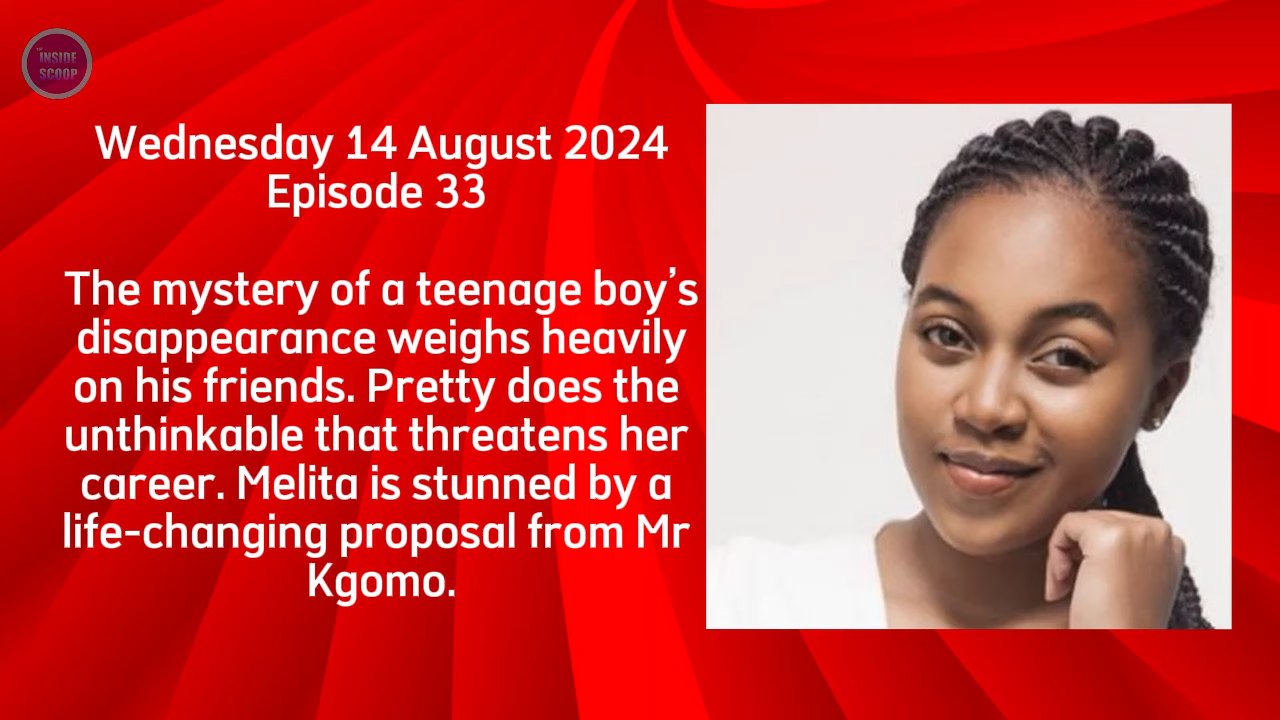 THE
INSIDE
SCOOP
Wednesday 14 August 2024
Episode 33
The mystery of a teenage boy’s
disappearance weighs heavily
on his friends. Pretty does the
unthinkable that threatens her
career. Melita is stunned by a
life-changing proposal from Mr
Kgomo.